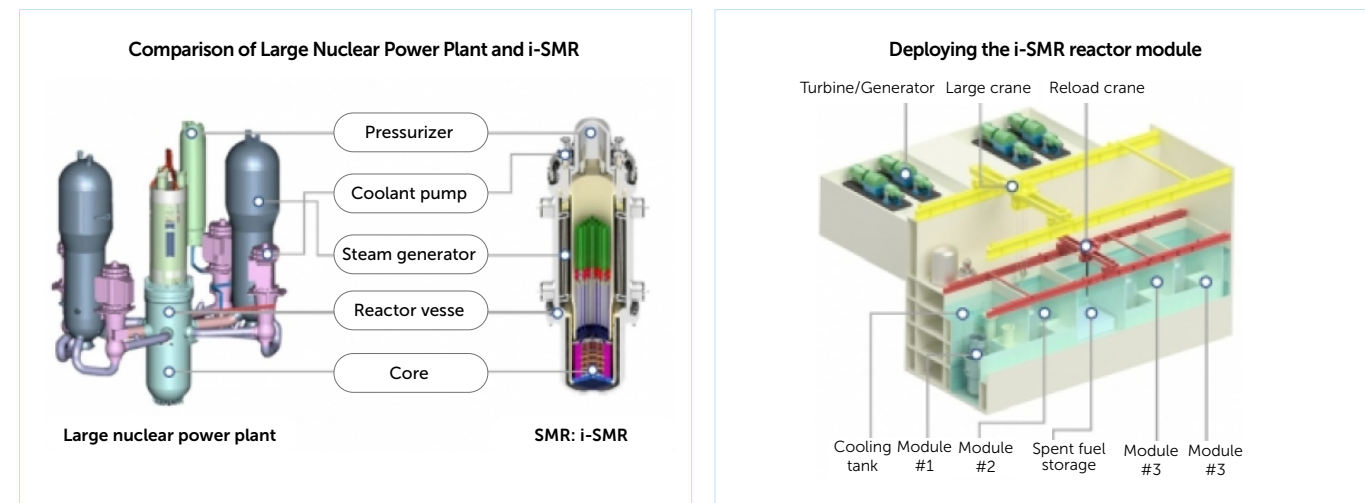 Comparison of Large Nuclear Power Plant and i-SMR
Pressurizer
Coolant pump
Steam generator
Reactor vesse
Core
Large nuclear power plant
SMR: i-SMR
Deploying the i-SMR reactor module
Turbine/Generator
Large crane
Reload crane
Cooling
tank
Module
#1
Module
#2
Spent fuel
storage
Module
#3
Module
#3